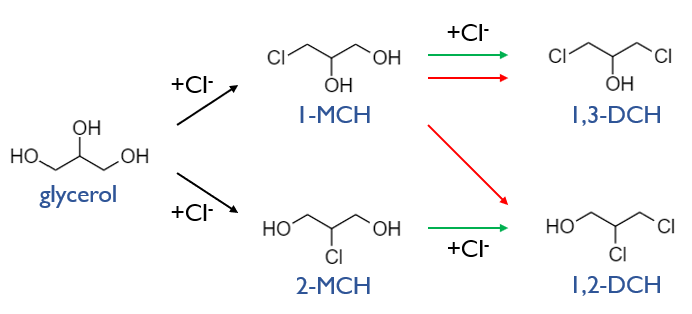 +Cl-
Cl
OH
OH
1-MCH
+Cl-
Cl
Cl
OH
1,3-DCH
OH
HO
OH
glycerol
+Cl-
HO
OH
Cl
2-MCH
+Cl-
HO
Cl
Cl
1,2-DCH